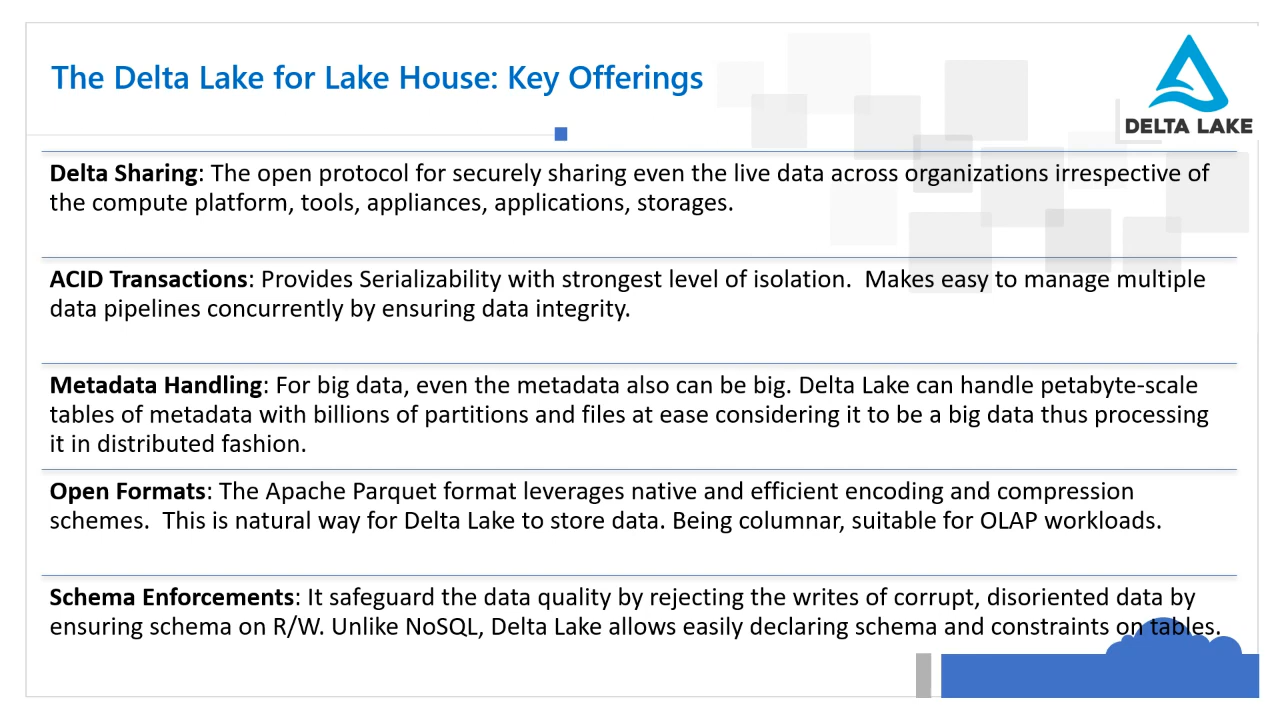 The Delta Lake for Lake House: Key Offerings
DELTA LAKE
Delta Sharing: The open protocol for securely sharing even the live data across organizations irrespective of
the compute platform, tools, appliances, applications, storages.
ACID Transactions: Provides Serializability with strongest level of isolation.  Makes easy to manage multiple
data pipelines concurrently by ensuring data integrity.
Metadata Handling: For big data, even the metadata also can be big. Delta Lake can handle petabyte-scale
tables of metadata with billions of partitions and files at ease considering it to be a big data thus processing
it in distributed fashion.
Open Formats: The Apache Parquet format leverages native and efficient encoding and compression
schemes.  This is natural way for Delta Lake to store data. Being columnar, suitable for OLAP workloads.
Schema Enforcements: It safeguard the data quality by rejecting the writes of corrupt, disoriented data by
ensuring schema on R/W. Unlike NoSQL, Delta Lake allows easily declaring schema and constraints on tables.